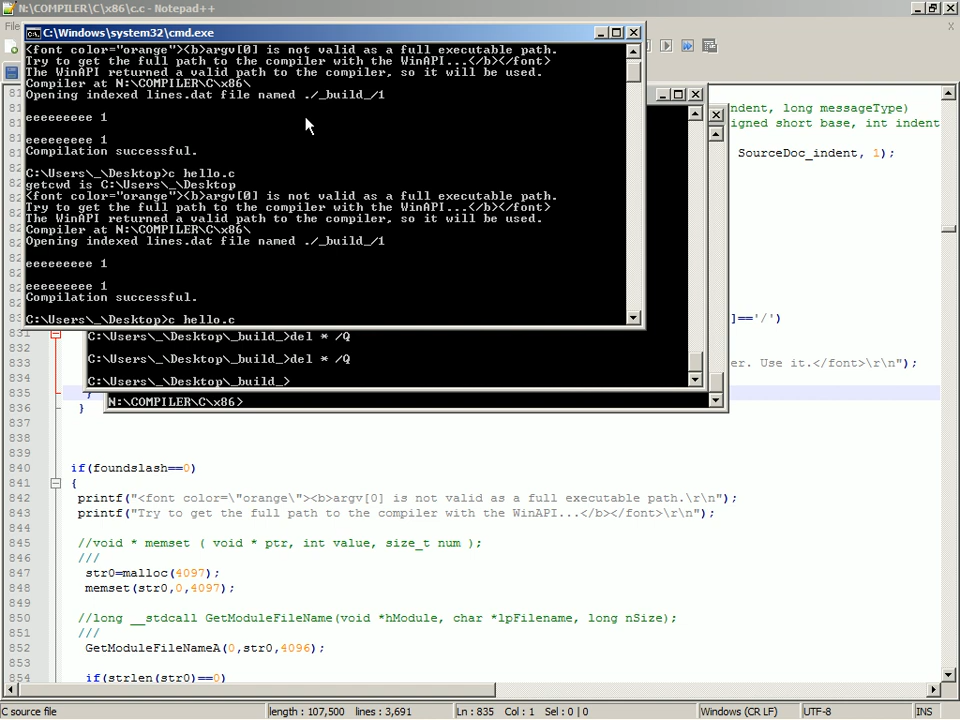 N:\COMPILER\C\x86\c.c - Notepad++
C:\Windows\system32\cmd.exe
<font color="orange"><b>argv[0] is not valid as a full executable path.
Try to get the full path to the compiler with the WinAPI...</b></font>
The WinAPI returned a valid path to the compiler, so it will be used.
Compiler at N:\COMPILER\C\x86\
Opening indexed lines.dat file named ./_build_/1
eeeeeeeee 1
eeeeeeeee 1
Compilation successful.
C:\Users\_\Desktop>c hello.c
getcwd is C:\Users\_\Desktop
<font color="orange"><b>argv[0] is not valid as a full executable path.
Try to get the full path to the compiler with the WinAPI...</b></font>
The WinAPI returned a valid path to the compiler, so it will be used.
Compiler at N:\COMPILER\C\x86\
Opening indexed lines.dat file named ./_build_/1
eeeeeeeee 1
eeeeeeeee 1
Compilation successful.
C:\Users\_\Desktop>c hello.c
ndent, long messageType)
igned short base, int indent
SourceDoc_indent, 1);
]=='/')
er. Use it.</font>\r\n");
C:\Users\_\Desktop\_build_>del * /Q
C:\Users\_\Desktop\_build_>del * /Q
C:\Users\_\Desktop\_build_>
N:\COMPILER\C\x86>
831
832
833
834
835 }
836 }
837
838
839
840 if(foundslash==0)
841 {
842 printf("<font color=\"orange\"><b>argv[0] is not valid as a full executable path.\r\n");
843 printf("Try to get the full path to the compiler with the WinAPI...</b></font>\r\n");
844
845 //void * memset ( void * ptr, int value, size_t num );
846 ///
847 str0=malloc(4097);
848 memset(str0,0,4097);
849
850 //long __stdcall GetModuleFileName(void *hModule, char *lpFilename, long nSize);
851 ///
852 GetModuleFileNameA(0,str0,4096);
853
854 if(strlen(str0)==0)
C source file length : 107,500 lines : 3,691 Ln : 835 Col : 1 Sel : 0 | 0 Windows (CR LF) UTF-8 INS